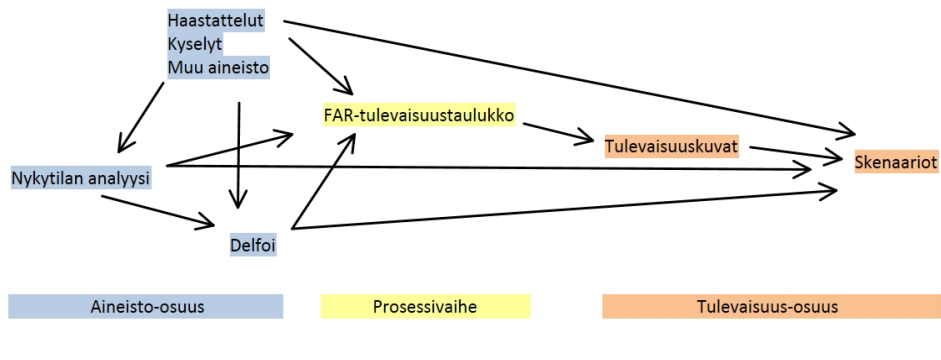 Haastattelut
Kyselyt
Muu aineisto
FAR-tulevaisuustaulukko
Tulevaisuuskuvat
Skenaariot
Nykytilan analyysi
Delfoi
Aineisto-osuus
Prosessivaihe
Tulevaisuus-osuus